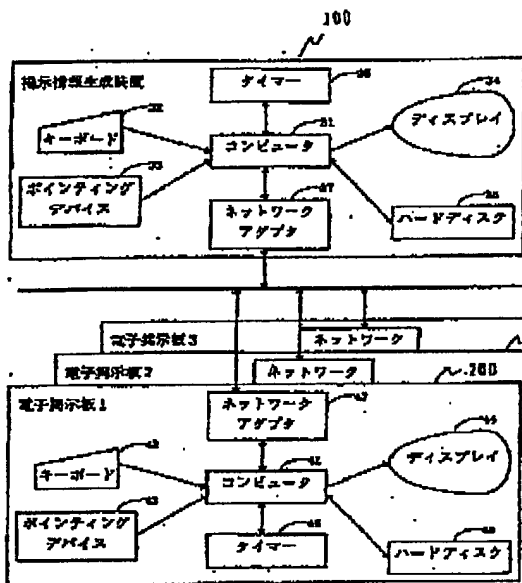 100
掲示情報生成装置
タイマー
キーボード
コンピュータ
31
ディスプレイ
34
ポインティング
デバイス
33
ネットワーク
アダプタ
37
ハードディスク
電子掲示板3
ネットワーク
電子掲示板2
ネットワーク
200
電子掲示板1
ネットワーク
アダプタ
47
キーボード
コンピュータ
ディスプレイ
ポインティング
デバイス
43
タイマー
ハードディスク